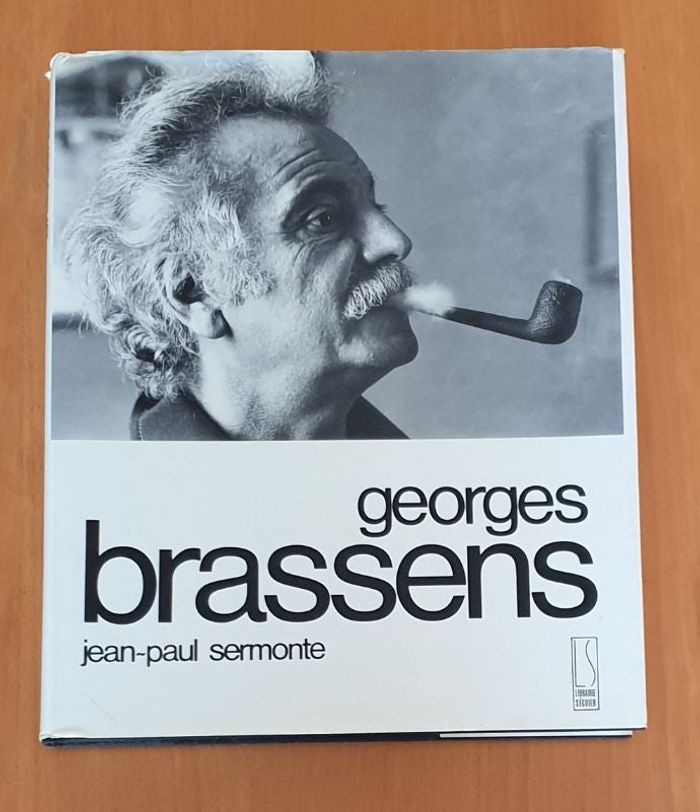 georges
brassens
jean-paul sermonte
LS
LIBRAIRIE
SÉGUIER